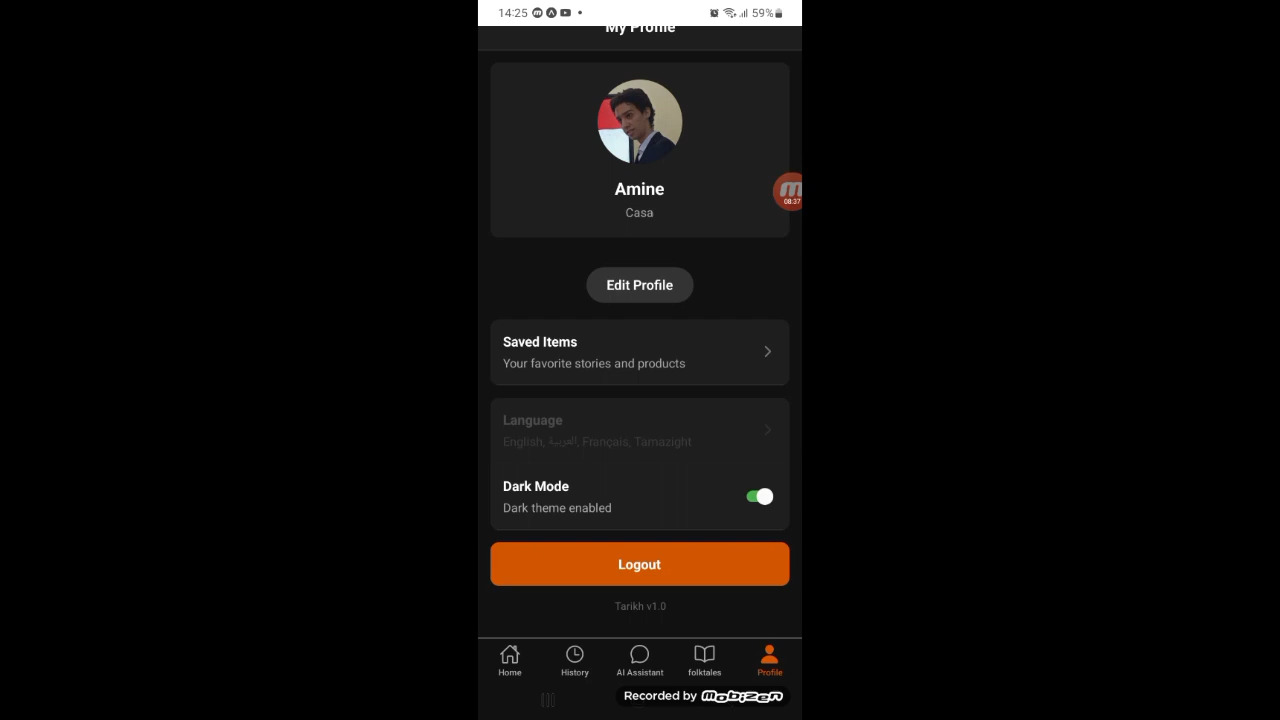 14:25
59%
My Profile
Amine
Casa
08:37
Edit Profile
Saved Items
Your favorite stories and products
Language
English, العربية, Français, Tamazight
Dark Mode
Dark theme enabled
Logout
Tarikh v1.0
Home
History
AI Assistant
folktales
Profile
Recorded by mobizen